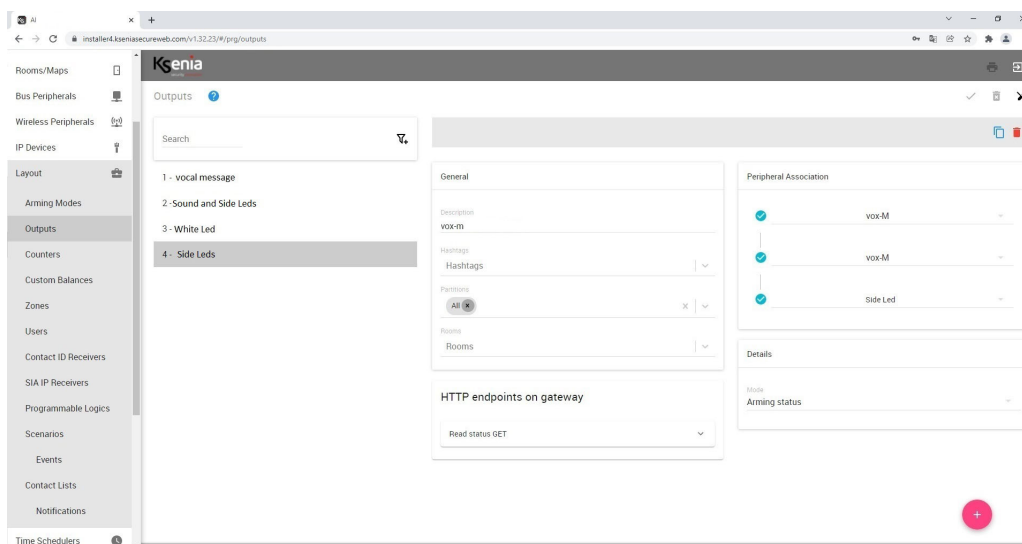 AI
installer4.kseniasecureweb.com/v1.32.23/#/prg/outputs
Ksenia
Rooms/Maps
Bus Peripherals
Wireless Peripherals
IP Devices
Layout
Arming Modes
Outputs
Counters
Custom Balances
Zones
Users
Contact ID Receivers
SIA IP Receivers
Programmable Logics
Scenarios
Events
Contact Lists
Notifications
Time Schedulers
Outputs ?
Search
1 - vocal message
2 -Sound and Side Leds
3 - White Led
4 - Side Leds
General
Description
vox-m
Hashtags
Hashtags
Partitions
All
Rooms
Rooms
HTTP endpoints on gateway
Read status GET
Peripheral Association
vox-M
vox-M
Side Led
Details
Mode
Arming status